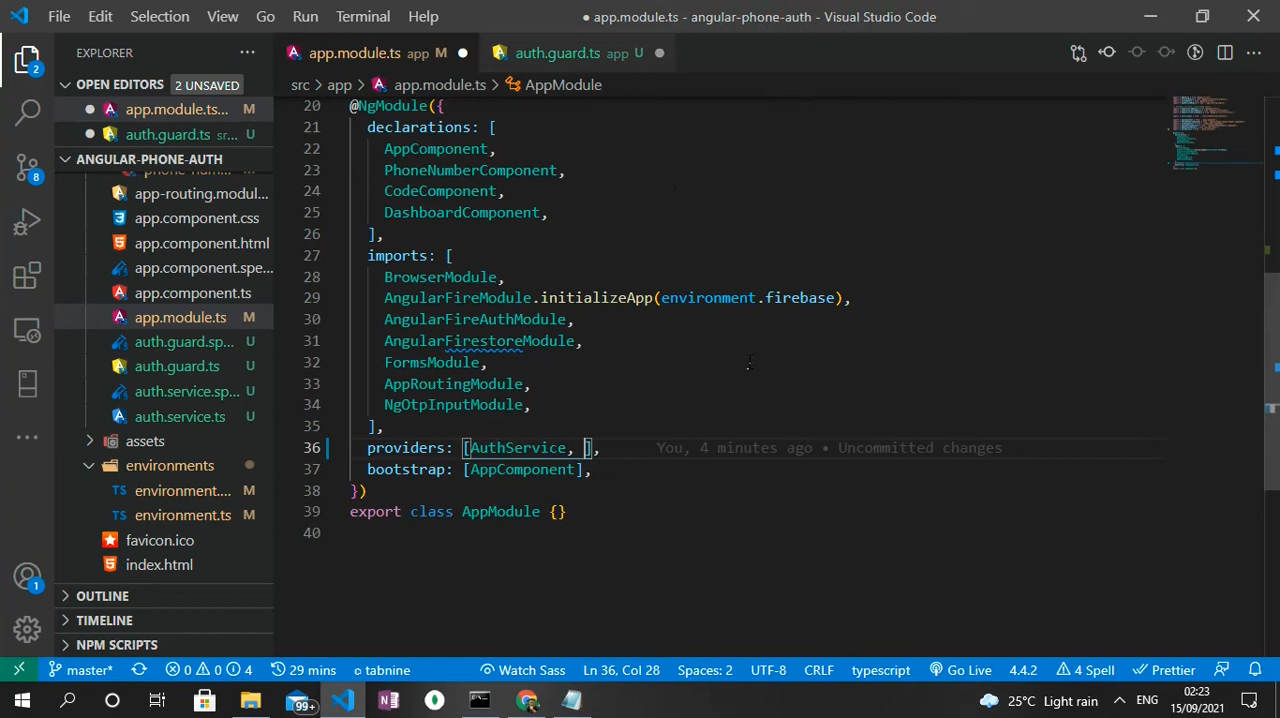 File Edit Selection View Go Run Terminal Help
● app.module.ts - angular-phone-auth - Visual Studio Code
EXPLORER
OPEN EDITORS 2 UNSAVED
app.module.ts... M
auth.guard.ts sr... U
ANGULAR-PHONE-AUTH
app-routing.modul...
app.component.css
app.component.html
app.component.spe...
app.component.ts
app.module.ts M
auth.guard.sp... U
auth.guard.ts U
auth.service.sp... U
auth.service.ts U
assets
environments
environment.... M
environment.ts M
favicon.ico
index.html
OUTLINE
TIMELINE
NPM SCRIPTS
2
8
1
app.module.ts app M
auth.guard.ts app U
src > app > app.module.ts > AppModule
20 @NgModule({
21 declarations: [
22 AppComponent,
23 PhoneNumberComponent,
24 CodeComponent,
25 DashboardComponent,
26 ],
27 imports: [
28 BrowserModule,
29 AngularFireModule.initializeApp(environment.firebase),
30 AngularFireAuthModule,
31 AngularFirestoreModule,
32 FormsModule,
33 AppRoutingModule,
34 NgOtpInputModule,
35 ],
36 providers: [AuthService, ], You, 4 minutes ago • Uncommitted changes
37 bootstrap: [AppComponent],
38 })
39 export class AppModule {}
40
master* 0 0 4 29 mins tabnine Watch Sass Ln 36, Col 28 Spaces: 2 UTF-8 CRLF typescript Go Live 4.4.2 4 Spell Prettier
99+ 25°C Light rain ENG 02:23
15/09/2021